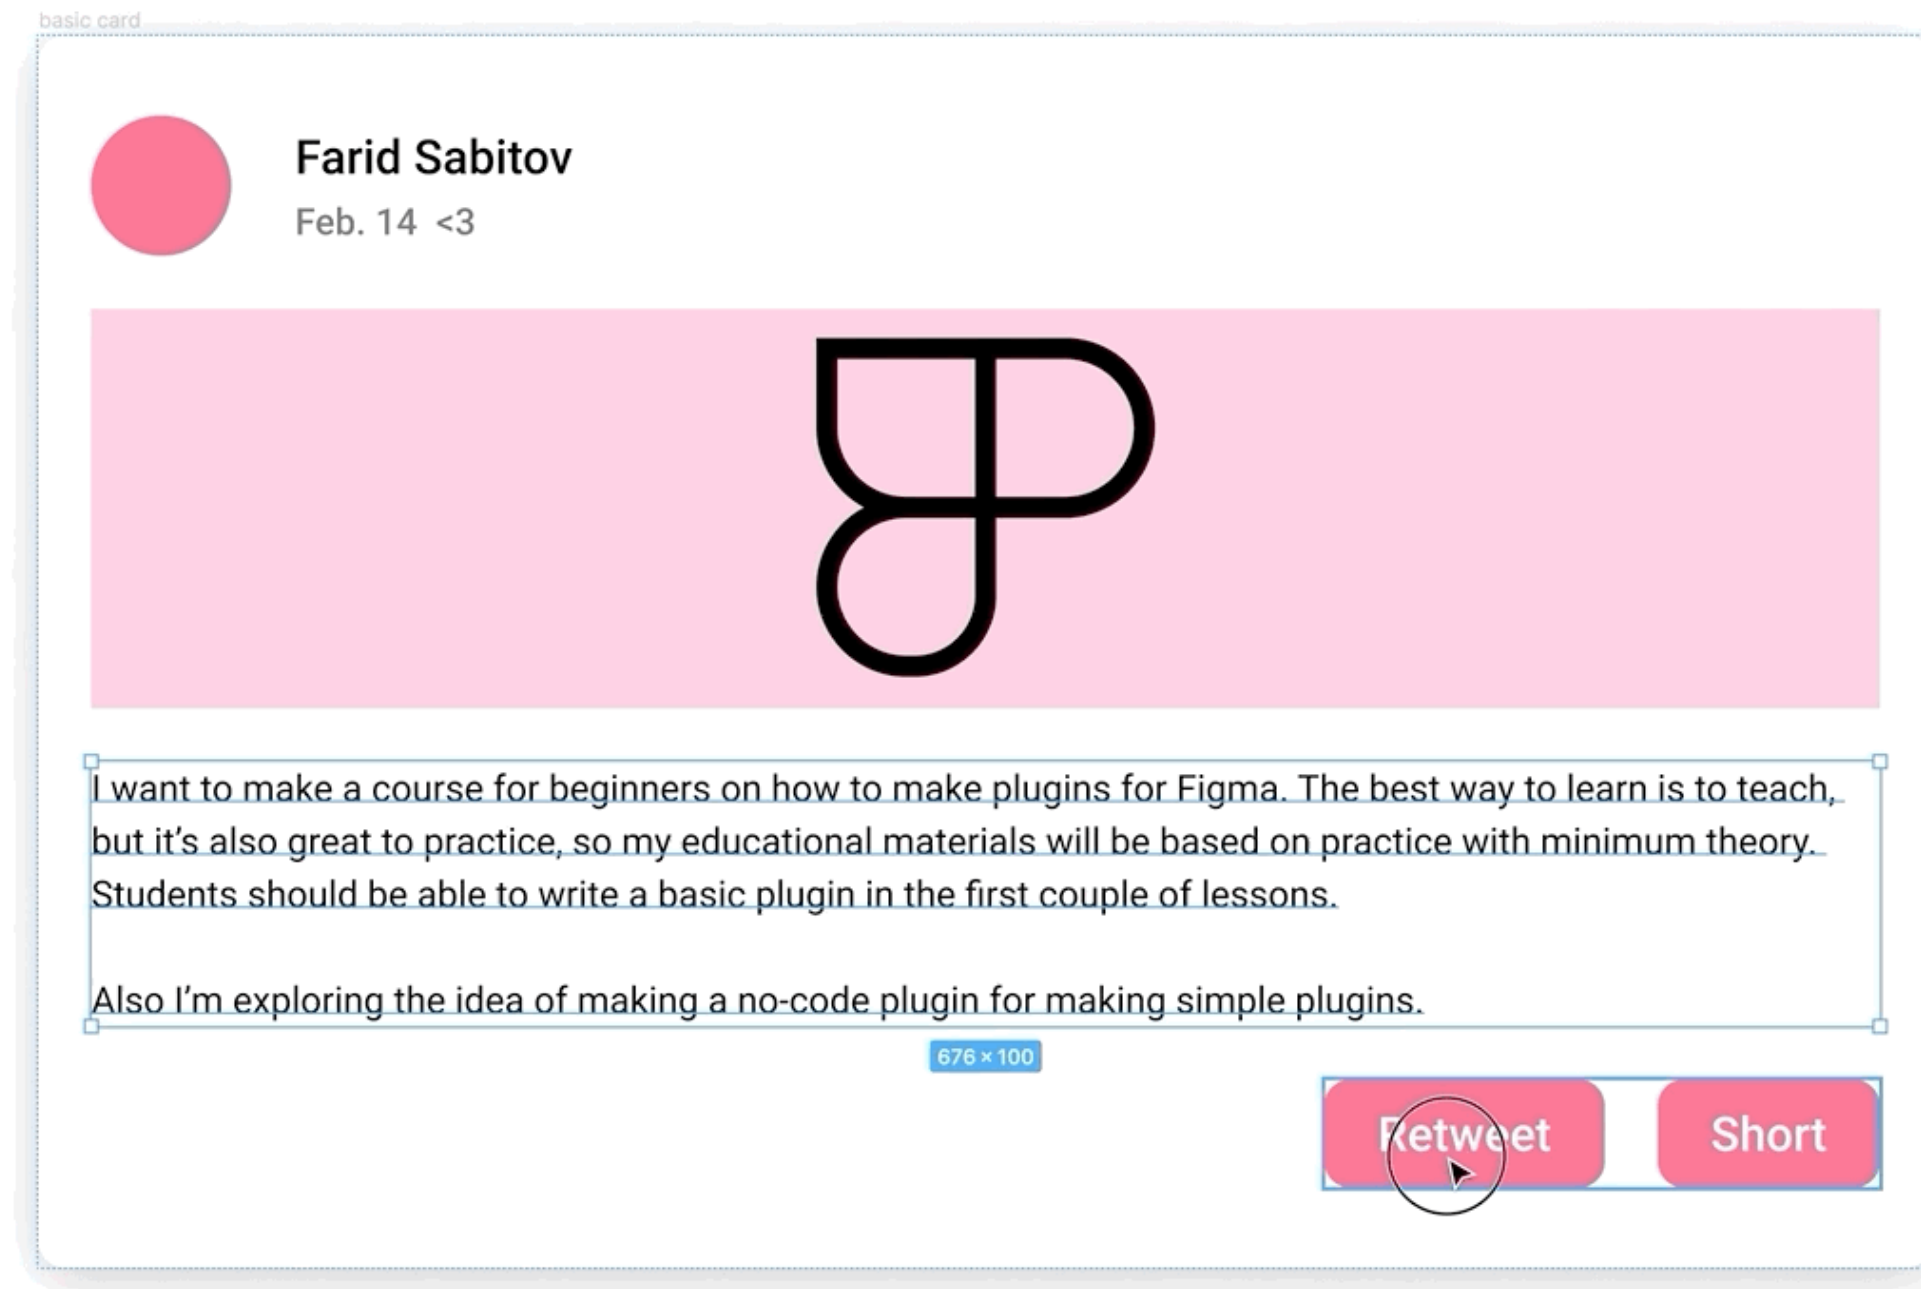 basic card
Farid Sabitov
Feb. 14 <3
I want to make a course for beginners on how to make plugins for Figma. The best way to learn is to teach,
but it’s also great to practice, so my educational materials will be based on practice with minimum theory.
Students should be able to write a basic plugin in the first couple of lessons.
Also I’m exploring the idea of making a no-code plugin for making simple plugins.
676 × 100
Retweet Short